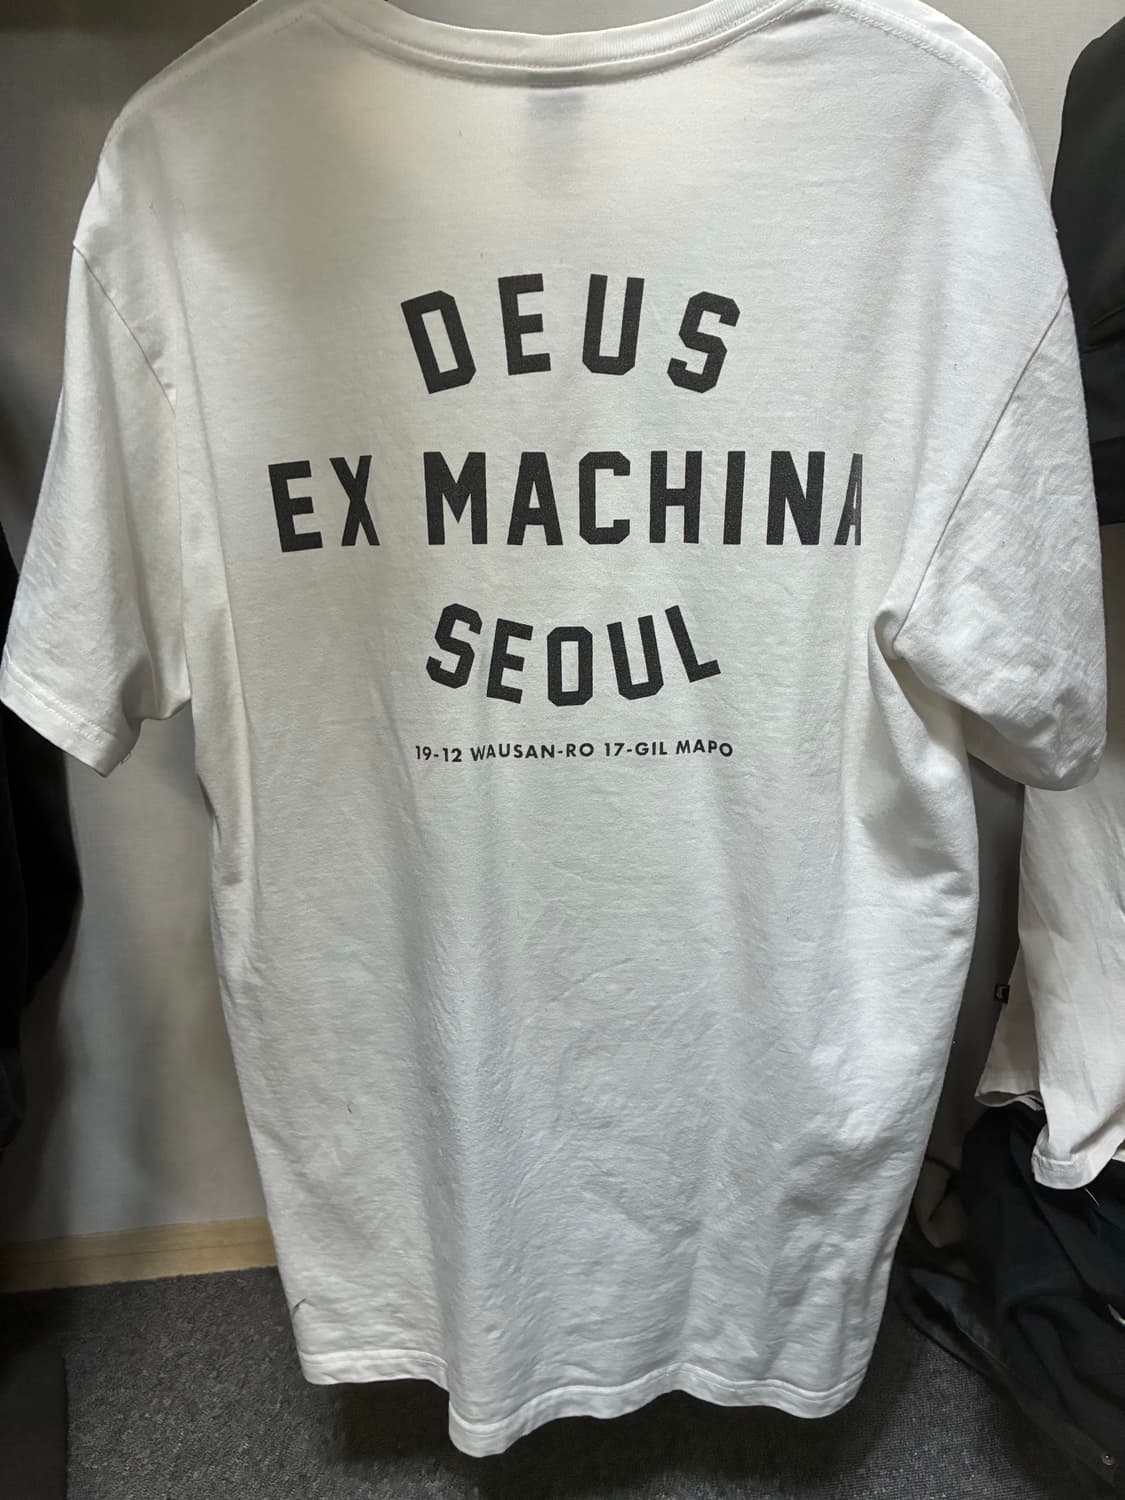 DEUS
EX MACHINA
SEOUL
19-12 WAUSAN-RO 17-GIL MAPO